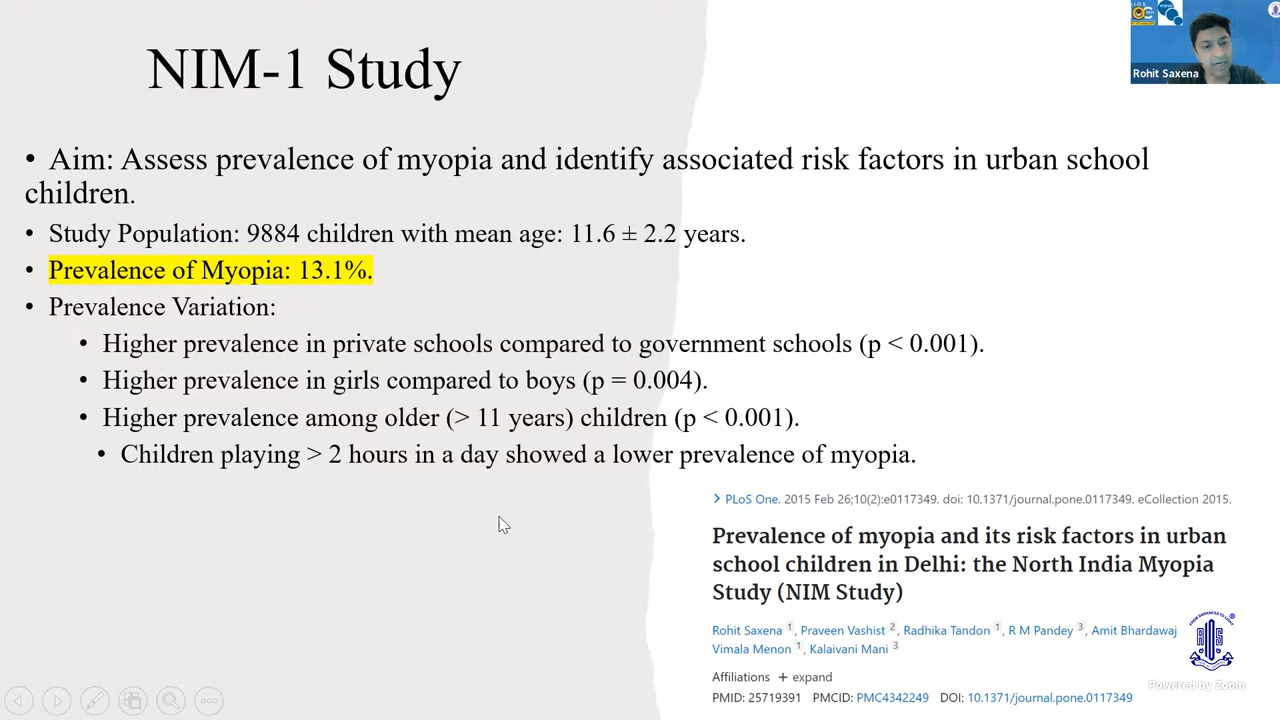 NIM-1 Study
Rohit Saxena
• Aim: Assess prevalence of myopia and identify associated risk factors in urban school
children.
• Study Population: 9884 children with mean age: 11.6 ± 2.2 years.
• Prevalence of Myopia: 13.1%.
• Prevalence Variation:
• Higher prevalence in private schools compared to government schools (p < 0.001).
• Higher prevalence in girls compared to boys (p = 0.004).
• Higher prevalence among older (> 11 years) children (p < 0.001).
• Children playing > 2 hours in a day showed a lower prevalence of myopia.
> PLoS One. 2015 Feb 26;10(2):e0117349. doi: 10.1371/journal.pone.0117349. eCollection 2015.
Prevalence of myopia and its risk factors in urban
school children in Delhi: the North India Myopia
Study (NIM Study)
Rohit Saxena 1, Praveen Vashist 2, Radhika Tandon 1, R M Pandey 3, Amit Bhardawaj
Vimala Menon 1, Kalaivani Mani 3
Affiliations + expand
PMID: 25719391 PMCID: PMC4342249 DOI: 10.1371/journal.pone.0117349
Powered by Zoom